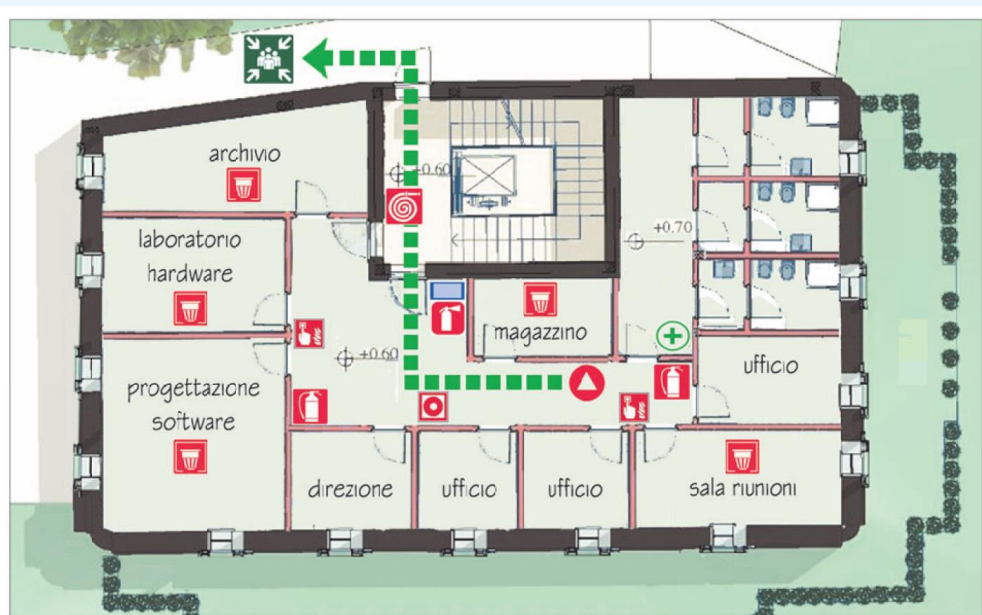 archivio
+0.60
laboratorio
hardware
+0.70
magazzino
+0.60
progettazione
software
ufficio
direzione
ufficio
ufficio
sala riunioni